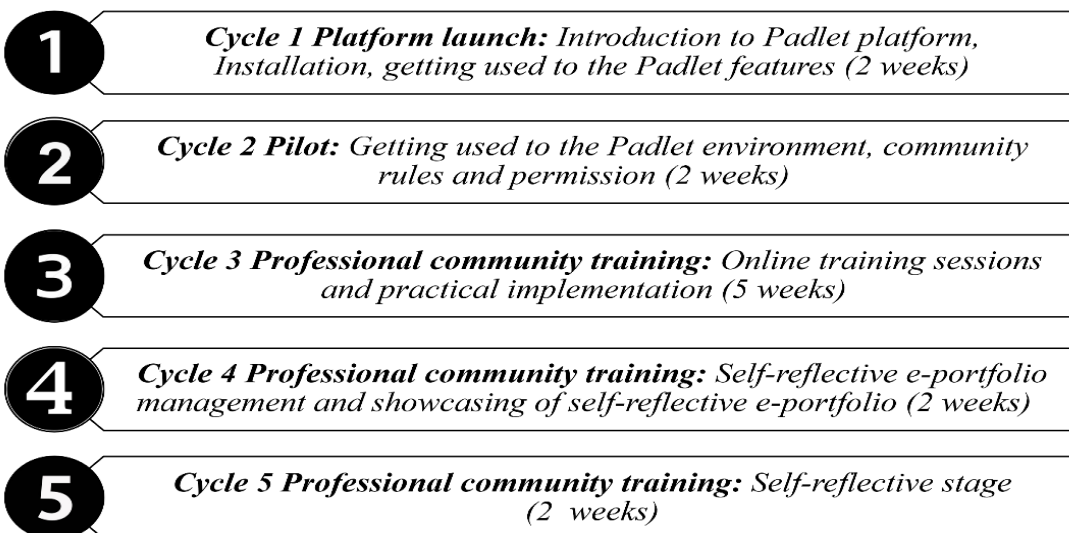 1
Cycle 1 Platform launch: Introduction to Padlet platform,
Installation, getting used to the Padlet features (2 weeks)
2
Cycle 2 Pilot: Getting used to the Padlet environment, community
rules and permission (2 weeks)
3
Cycle 3 Professional community training: Online training sessions
and practical implementation (5 weeks)
4
Cycle 4 Professional community training: Self-reflective e-portfolio
management and showcasing of self-reflective e-portfolio (2 weeks)
5
Cycle 5 Professional community training: Self-reflective stage
(2 weeks)